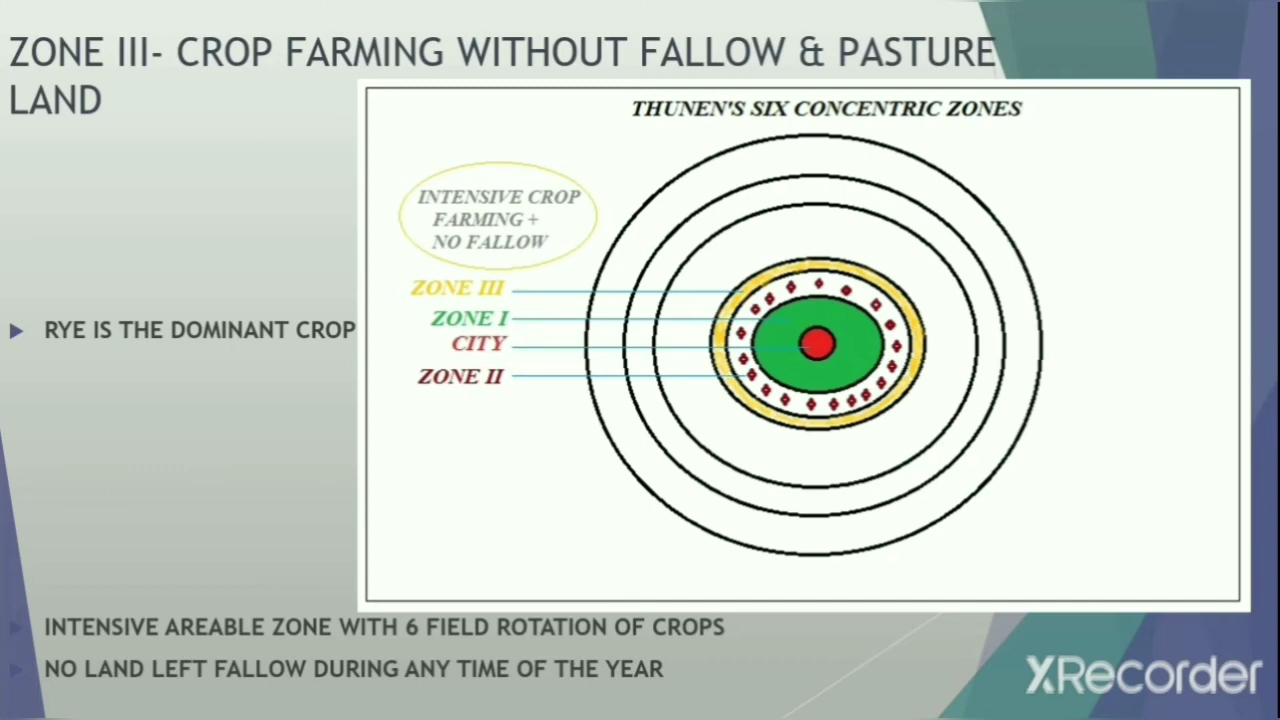 ZONE III- CROP FARMING WITHOUT FALLOW & PASTURE
LAND
THUNEN'S SIX CONCENTRIC ZONES
INTENSIVE CROP
FARMING +
NO FALLOW
ZONE III
ZONE I
CITY
ZONE II
RYE IS THE DOMINANT CROP
INTENSIVE AREABLE ZONE WITH 6 FIELD ROTATION OF CROPS
NO LAND LEFT FALLOW DURING ANY TIME OF THE YEAR
XRecorder